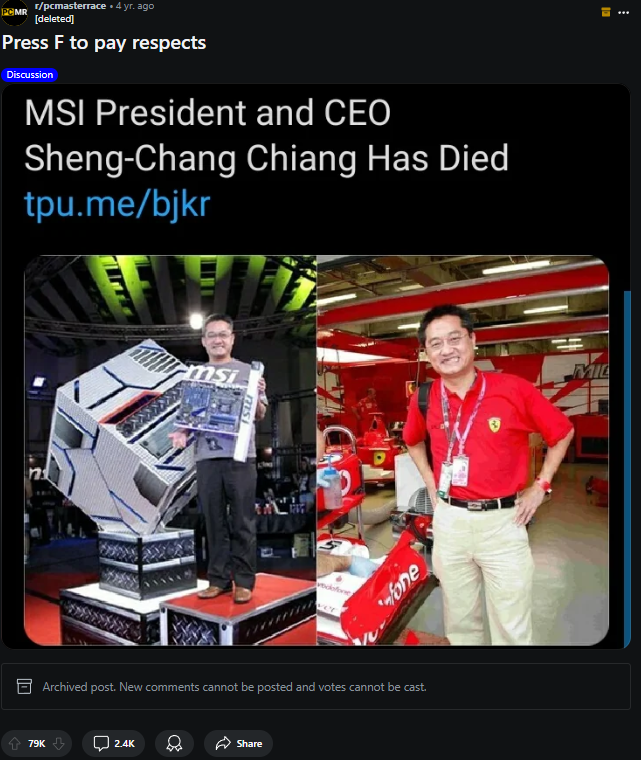 PCMR r/pcmasterrace • 4 yr. ago
[deleted]
Press F to pay respects
Discussion
MSI President and CEO
Sheng-Chang Chiang Has Died
tpu.me/bjkr
msi
msi
Archived post. New comments cannot be posted and votes cannot be cast.
79K
2.4K
Share